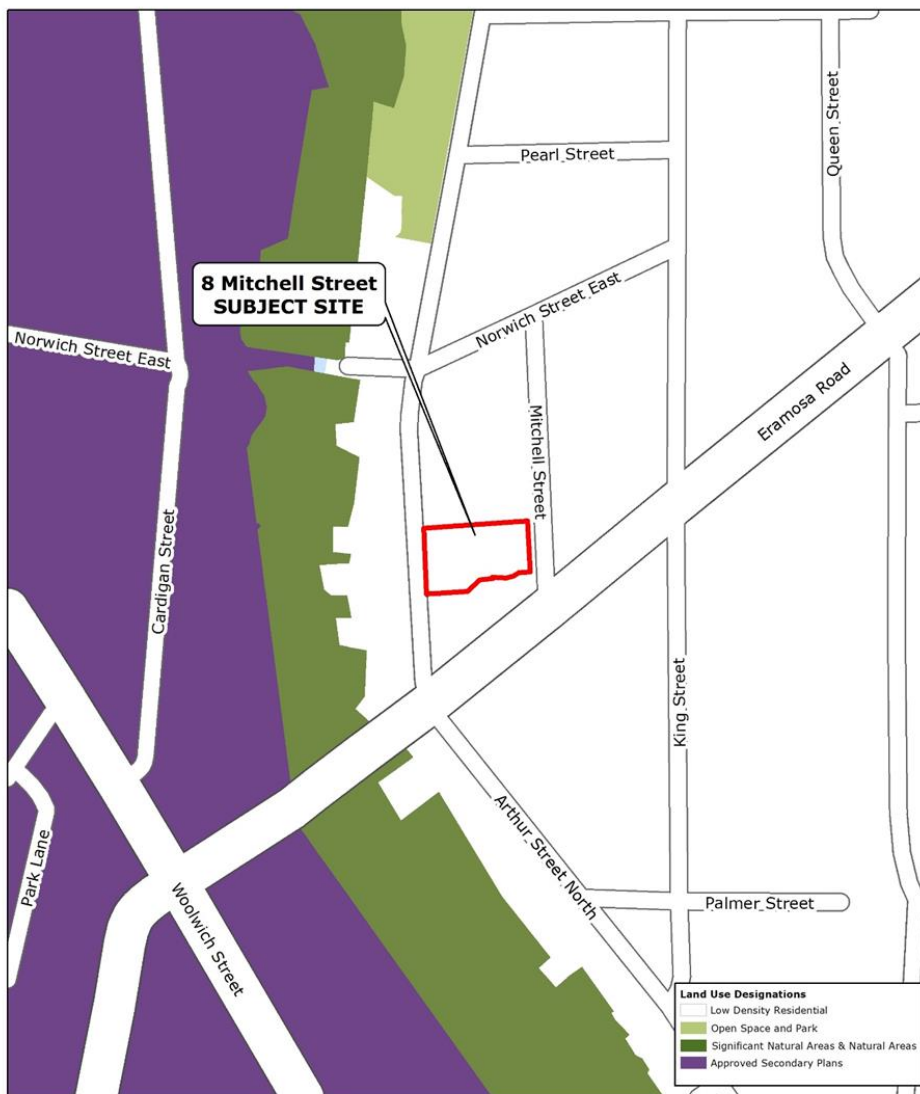 Pearl Street
Queen Street
8 Mitchell Street
SUBJECT SITE
Norwich Street East
Norwich Street East
Eramosa Road
Mitchell Street
Cardigan Street
King Street
Arthur Street North
Park Lane
Woolwich Street
Palmer Street
Land Use Designations
Low Density Residential
Open Space and Park
Significant Natural Areas & Natural Areas
Approved Secondary Plans